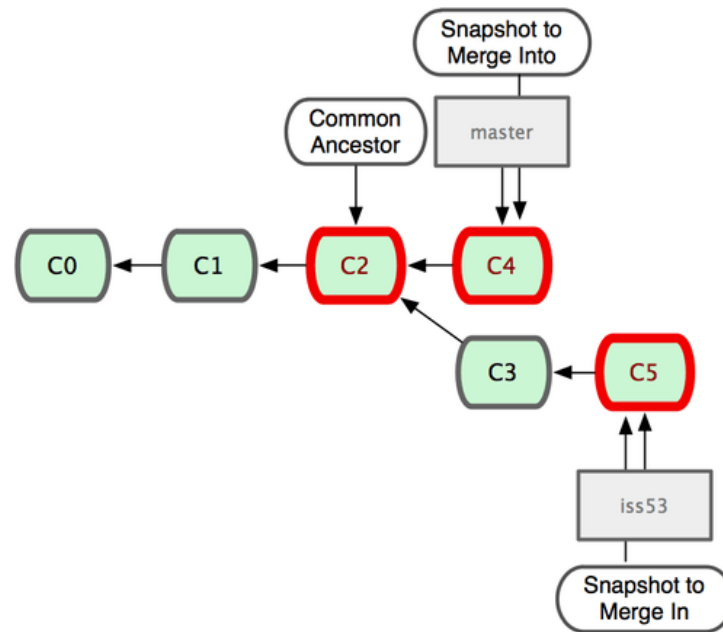 Snapshot to
Merge Into
master
Common
Ancestor
C0
C1
C2
C4
C3
C5
iss53
Snapshot to
Merge In